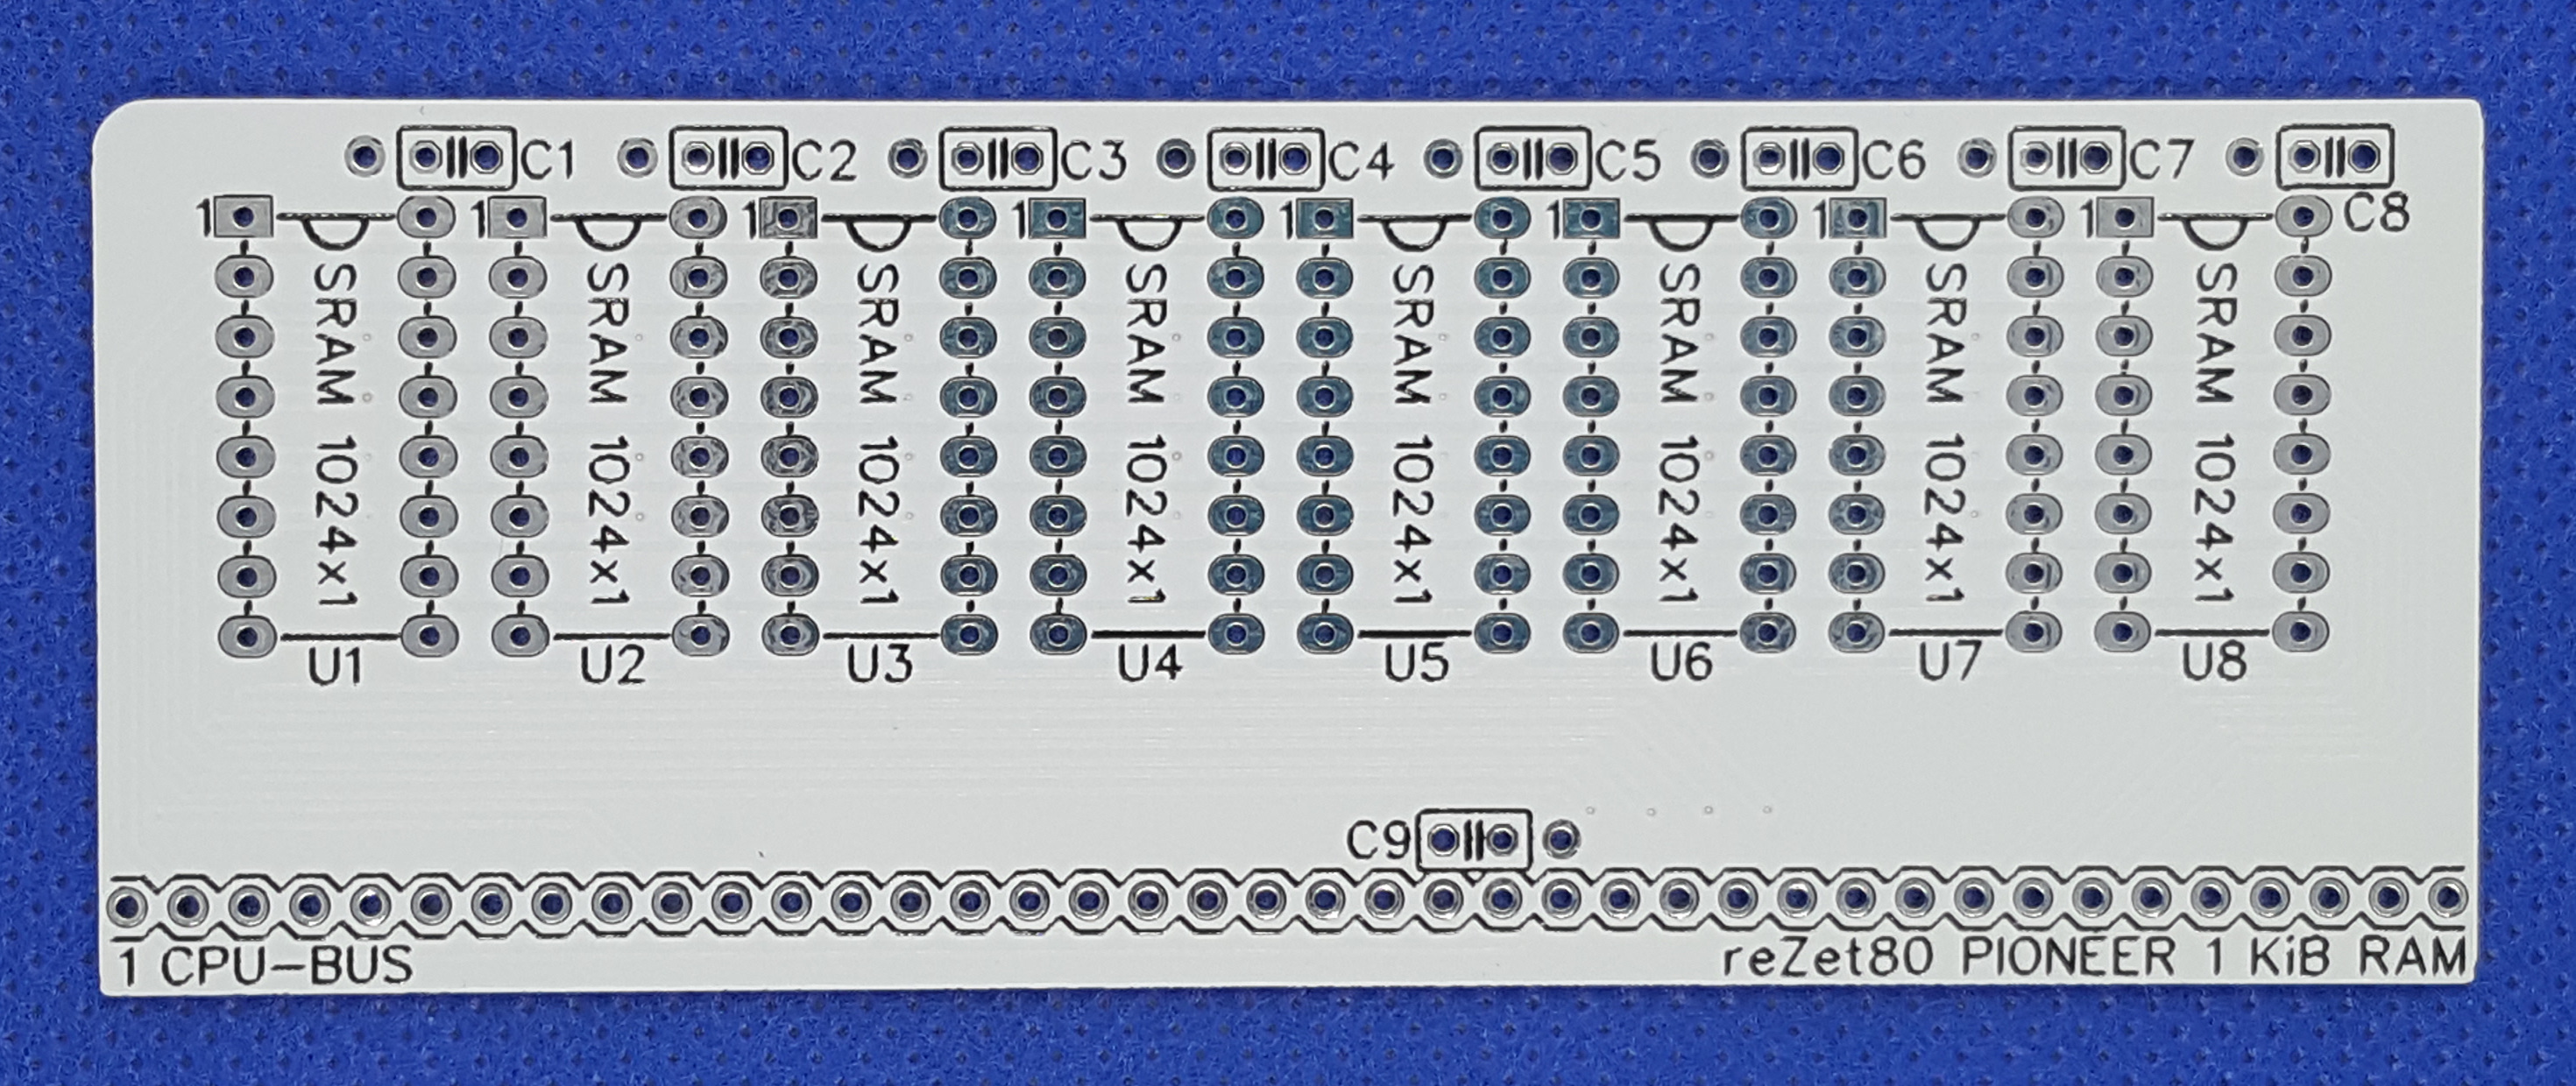 C1 C2 C3 C4 C5 C6 C7
1 1 1 1 1 1 1 1 C8
SRAM 1024x1
SRAM 1024x1
SRAM 1024x1
SRAM 1024x1
SRAM 1024x1
SRAM 1024x1
SRAM 1024x1
SRAM 1024x1
U1 U2 U3 U4 U5 U6 U7 U8
C9
1 CPU-BUS
reZet80 PIONEER 1 KiB RAM